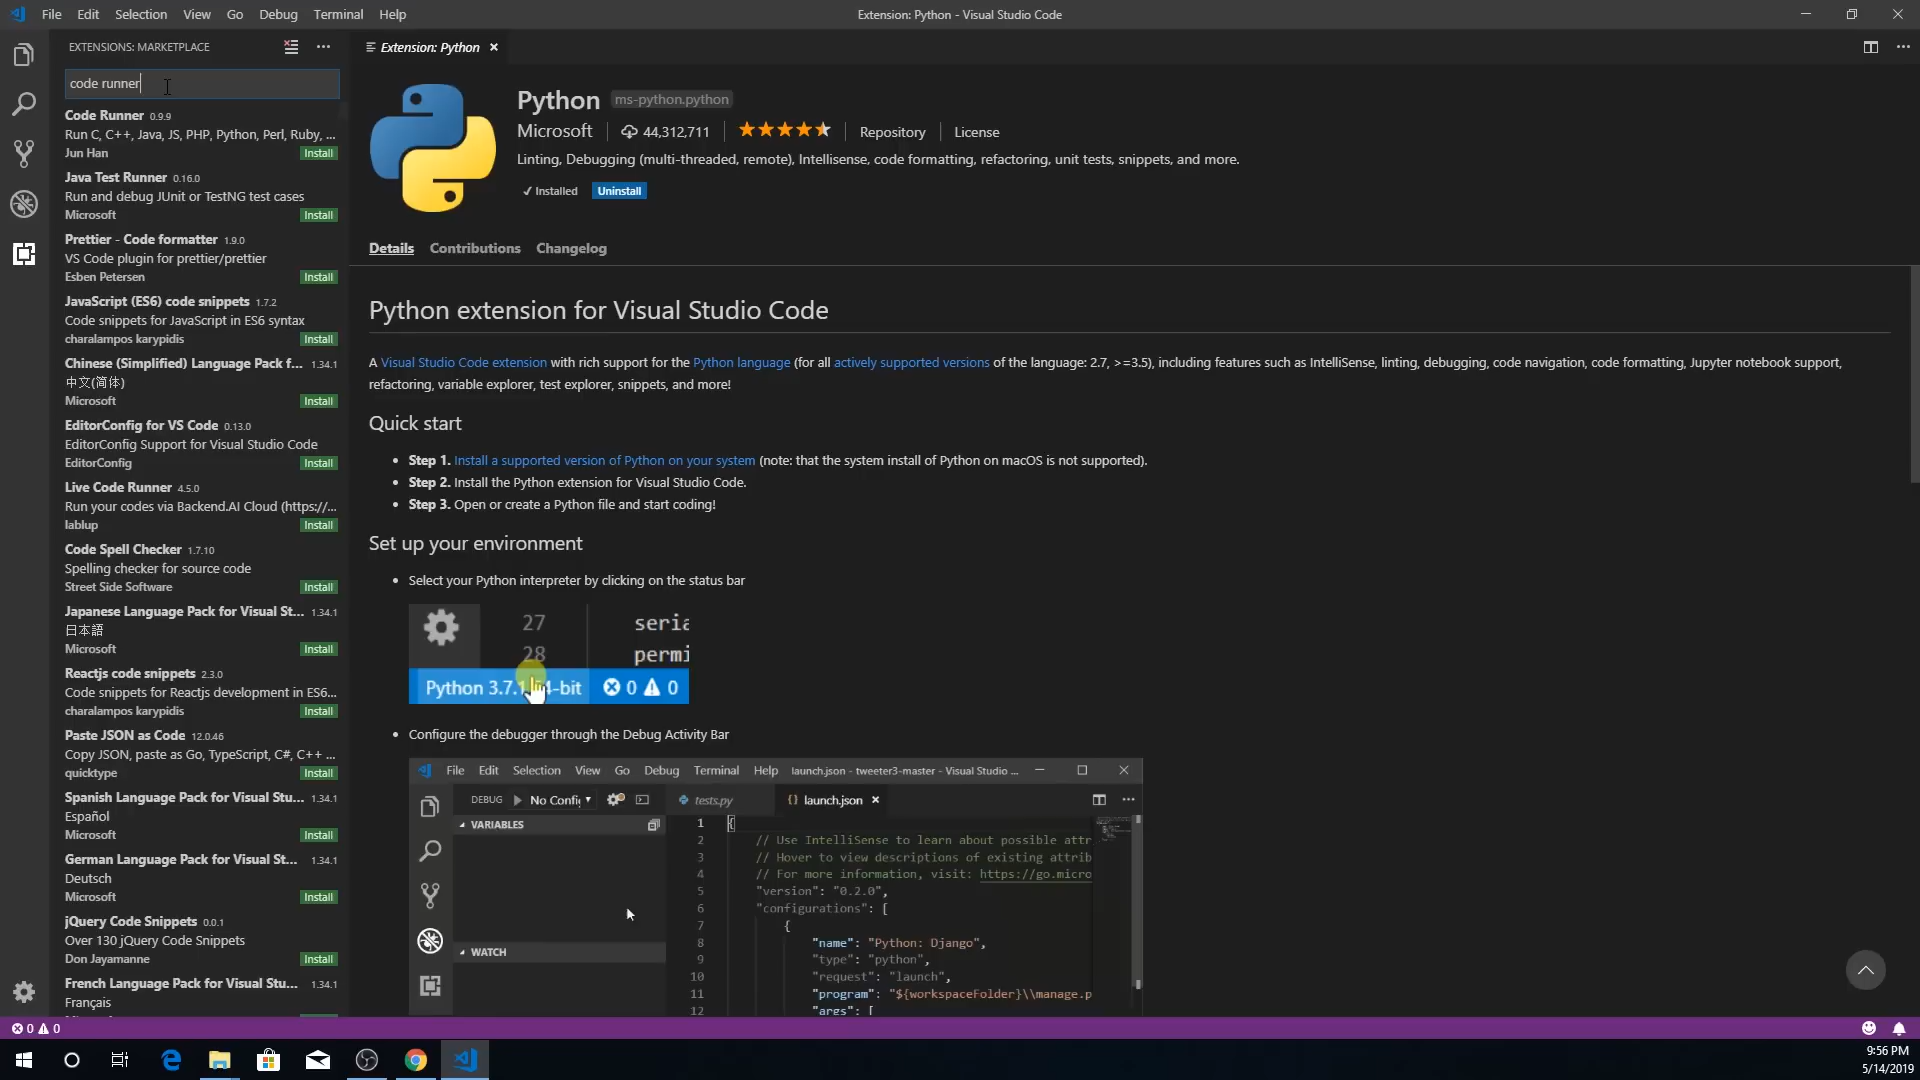 File Edit Selection View Go Debug Terminal Help
Extension: Python - Visual Studio Code
EXTENSIONS: MARKETPLACE
code runner
Code Runner 0.9.9
Run C, C++, Java, JS, PHP, Python, Perl, Ruby, ...
Jun Han Install
Java Test Runner 0.16.0
Run and debug JUnit or TestNG test cases
Microsoft Install
Prettier - Code formatter 1.9.0
VS Code plugin for prettier/prettier
Esben Petersen Install
JavaScript (ES6) code snippets 1.7.2
Code snippets for JavaScript in ES6 syntax
charalampos karypidis Install
Chinese (Simplified) Language Pack f... 1.34.1
中文(简体)
Microsoft Install
EditorConfig for VS Code 0.13.0
EditorConfig Support for Visual Studio Code
EditorConfig Install
Live Code Runner 4.5.0
Run your codes via Backend.AI Cloud (https://...
lablup Install
Code Spell Checker 1.7.10
Spelling checker for source code
Street Side Software Install
Japanese Language Pack for Visual St... 1.34.1
日本語
Microsoft Install
Reactjs code snippets 2.3.0
Code snippets for Reactjs development in ES6...
charalampos karypidis Install
Paste JSON as Code 12.0.46
Copy JSON, paste as Go, TypeScript, C#, C++ ...
quicktype Install
Spanish Language Pack for Visual Stu... 1.34.1
Español
Microsoft Install
German Language Pack for Visual St... 1.34.1
Deutsch
Microsoft Install
jQuery Code Snippets 0.0.1
Over 130 jQuery Code Snippets
Don Jayamanne Install
French Language Pack for Visual Stu... 1.34.1
Français
Extension: Python
Python ms-python.python
Microsoft 44,312,711 Repository License
Linting, Debugging (multi-threaded, remote), Intellisense, code formatting, refactoring, unit tests, snippets, and more.
✓ Installed Uninstall
Details Contributions Changelog
Python extension for Visual Studio Code
A Visual Studio Code extension with rich support for the Python language (for all actively supported versions of the language: 2.7, >=3.5), including features such as IntelliSense, linting, debugging, code navigation, code formatting, Jupyter notebook support,
refactoring, variable explorer, test explorer, snippets, and more!
Quick start
• Step 1. Install a supported version of Python on your system (note: that the system install of Python on macOS is not supported).
• Step 2. Install the Python extension for Visual Studio Code.
• Step 3. Open or create a Python file and start coding!
Set up your environment
• Select your Python interpreter by clicking on the status bar
27 seria
28 permi
Python 3.7.1 -bit 0 0
• Configure the debugger through the Debug Activity Bar
File Edit Selection View Go Debug Terminal Help launch.json - tweeter3-master - Visual Studio ...
DEBUG No Config tests.py {} launch.json
VARIABLES
WATCH
1 {
2 // Use IntelliSense to learn about possible attr
3 // Hover to view descriptions of existing attrib
4 // For more information, visit: https://go.micro
5 "version": "0.2.0",
6 "configurations": [
7 {
8 "name": "Python: Django",
9 "type": "python",
10 "request": "launch",
11 "program": "${workspaceFolder}\\manage.p
12 "args": [
0 0
9:56 PM
5/14/2019